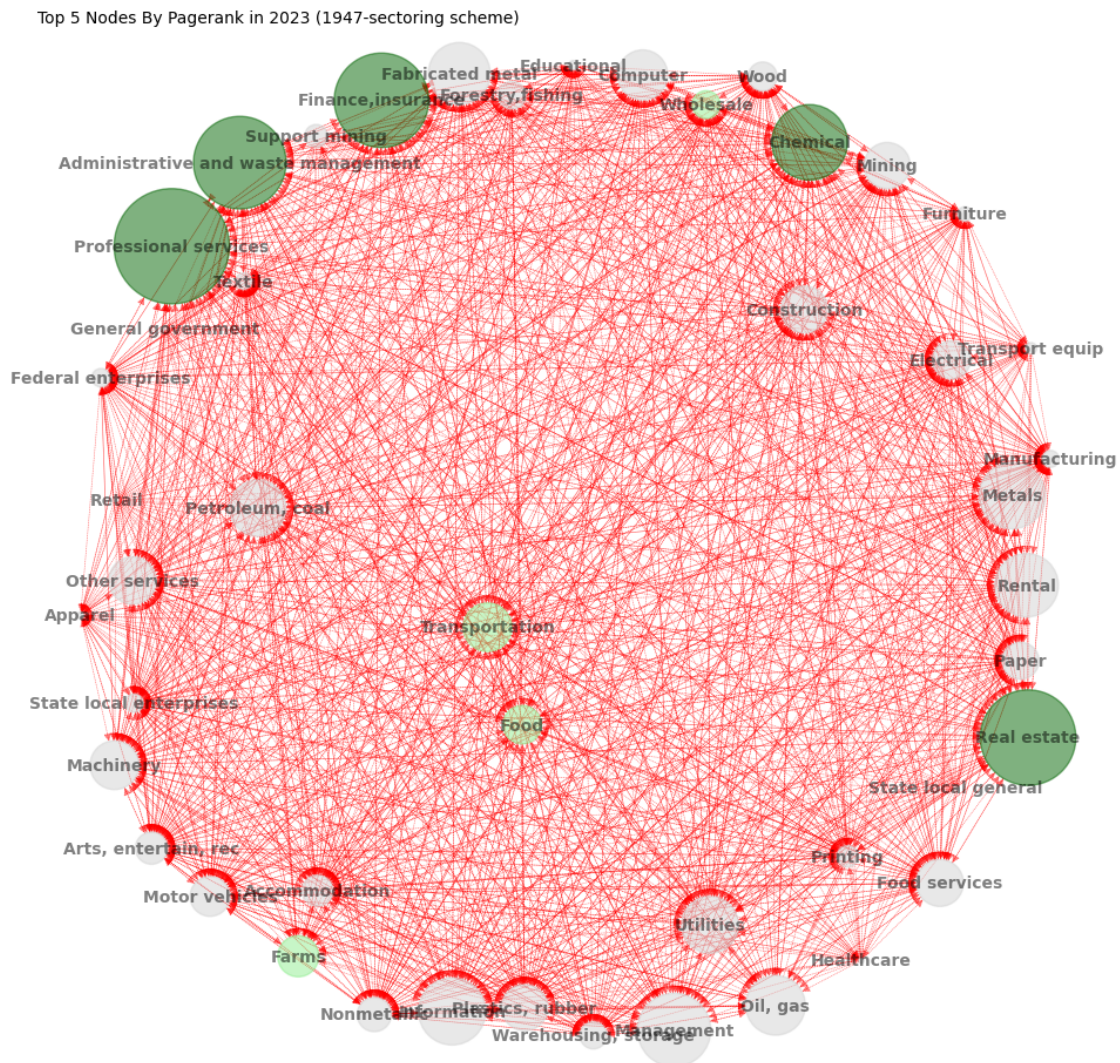 Top 5 Nodes By Pagerank in 2023 (1947-sectoring scheme)
Educational
Fabricated metal
Computer
Wood
Finance,insurance
Forestry,fishing
Wholesale
Support mining
Chemical
Administrative and waste management
Mining
Furniture
Professional services
Textile
Construction
General government
Transport equip
Electrical
Federal enterprises
Manufacturing
Metals
Retail
Petroleum, coal
Other services
Rental
Apparel
Transportation
Paper
State local enterprises
Food
Real estate
Machinery
State local general
Arts, entertain, rec
Printing
Food services
Motor vehicles
Accommodation
Utilities
Farms
Healthcare
Oil, gas
Nonmetallic
Information
Plastics, rubber
Management
Warehousing, storage